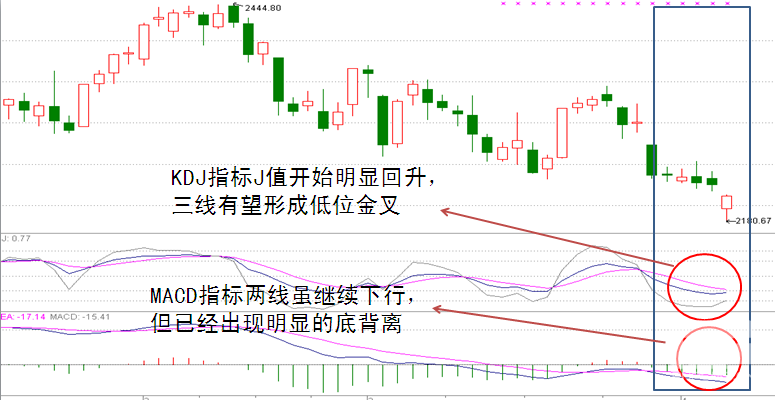 2444.80
KDJ指标J值开始明显回升，
三线有望形成低位金叉
2180.67
J: 0.77
MACD指标两线虽继续下行，
但已经出现明显的底背离
EA: -17.14 MACD: -15.41